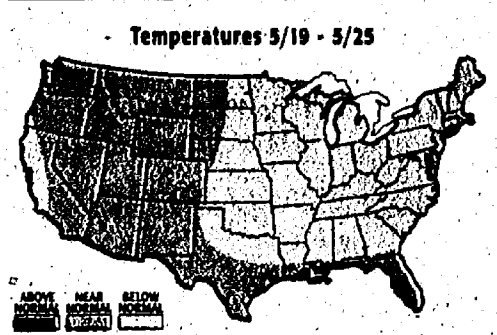 Temperatures 5/19 - 5/25
ABOVE NEAR BELOW
NORMAL NORMAL NORMAL